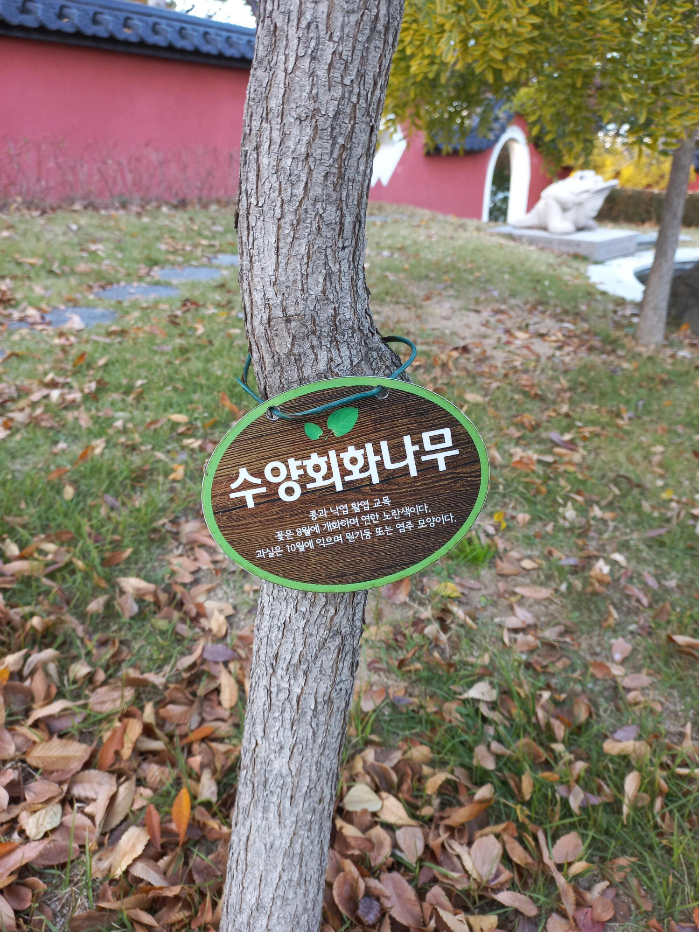 수양회화나무
콩과 낙엽 활엽 교목
꽃은 8월에 개화하며 연한 노란색이다.
과실은 10월에 익으며 원기둥 또는 염주 모양이다.